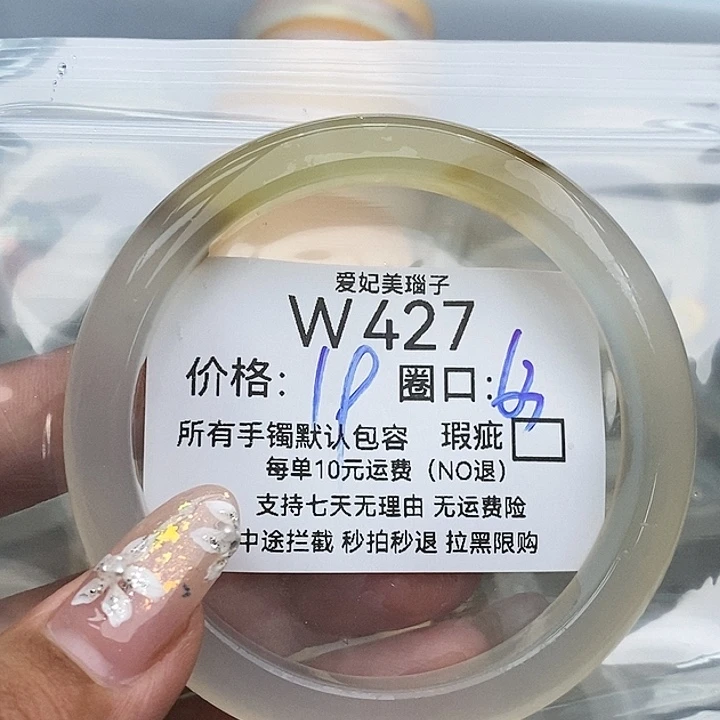 爱妃美瑙子
W427
价格: 圈口:
所有手镯默认包容 瑕疵
每单10元运费（NO退）
支持七天无理由 无运费险
中途拦截 秒拍秒退 拉黑限购